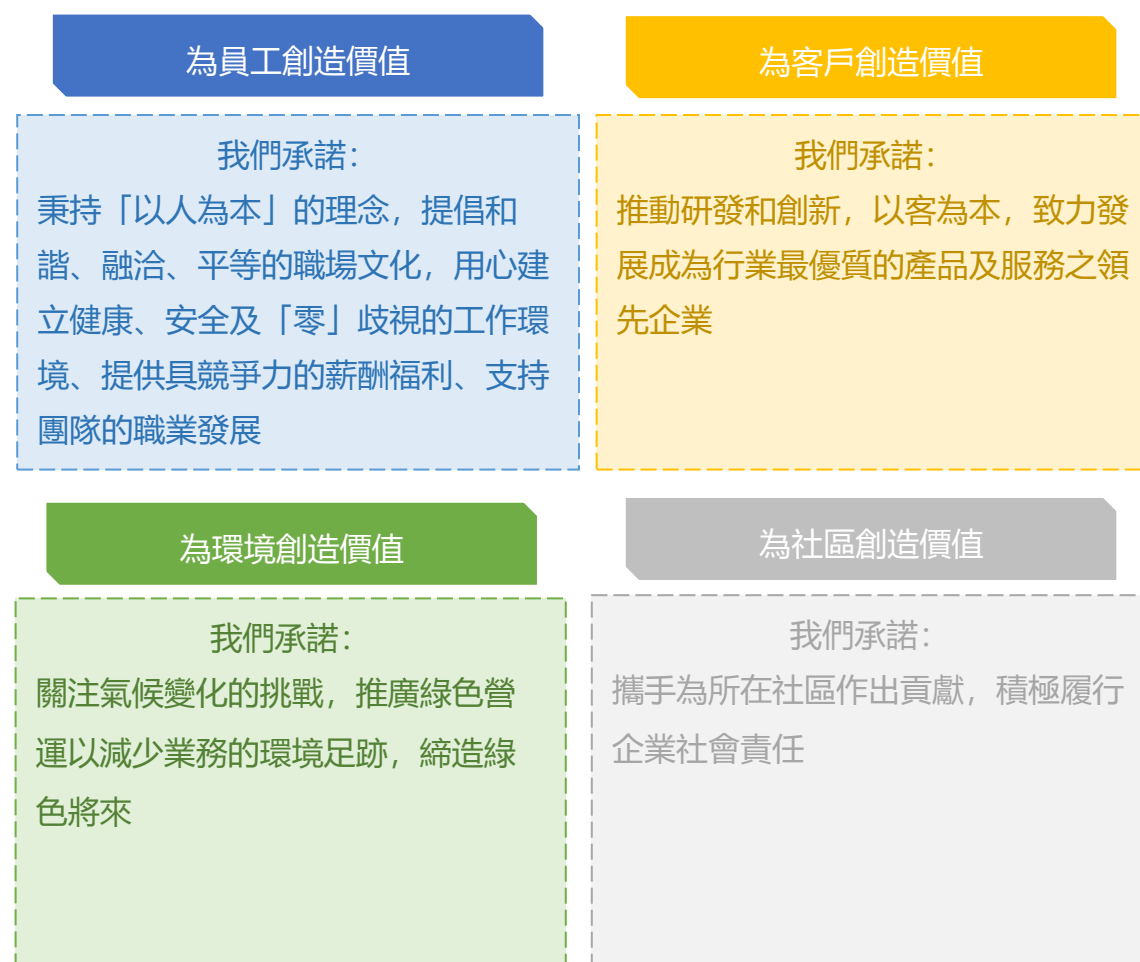 為員工創造價值
我們承諾：
秉持「以人為本」的理念，提倡和
諧、融洽、平等的職場文化，用心建
立健康、安全及「零」歧視的工作環
境、提供具競爭力的薪酬福利、支持
團隊的職業發展
為客戶創造價值
我們承諾：
推動研發和創新，以客為本，致力發
展成為行業最優質的產品及服務之領
先企業
為環境創造價值
我們承諾：
關注氣候變化的挑戰，推廣綠色營
運以減少業務的環境足跡，締造綠
色將來
為社區創造價值
我們承諾：
攜手為所在社區作出貢獻，積極履行
企業社會責任